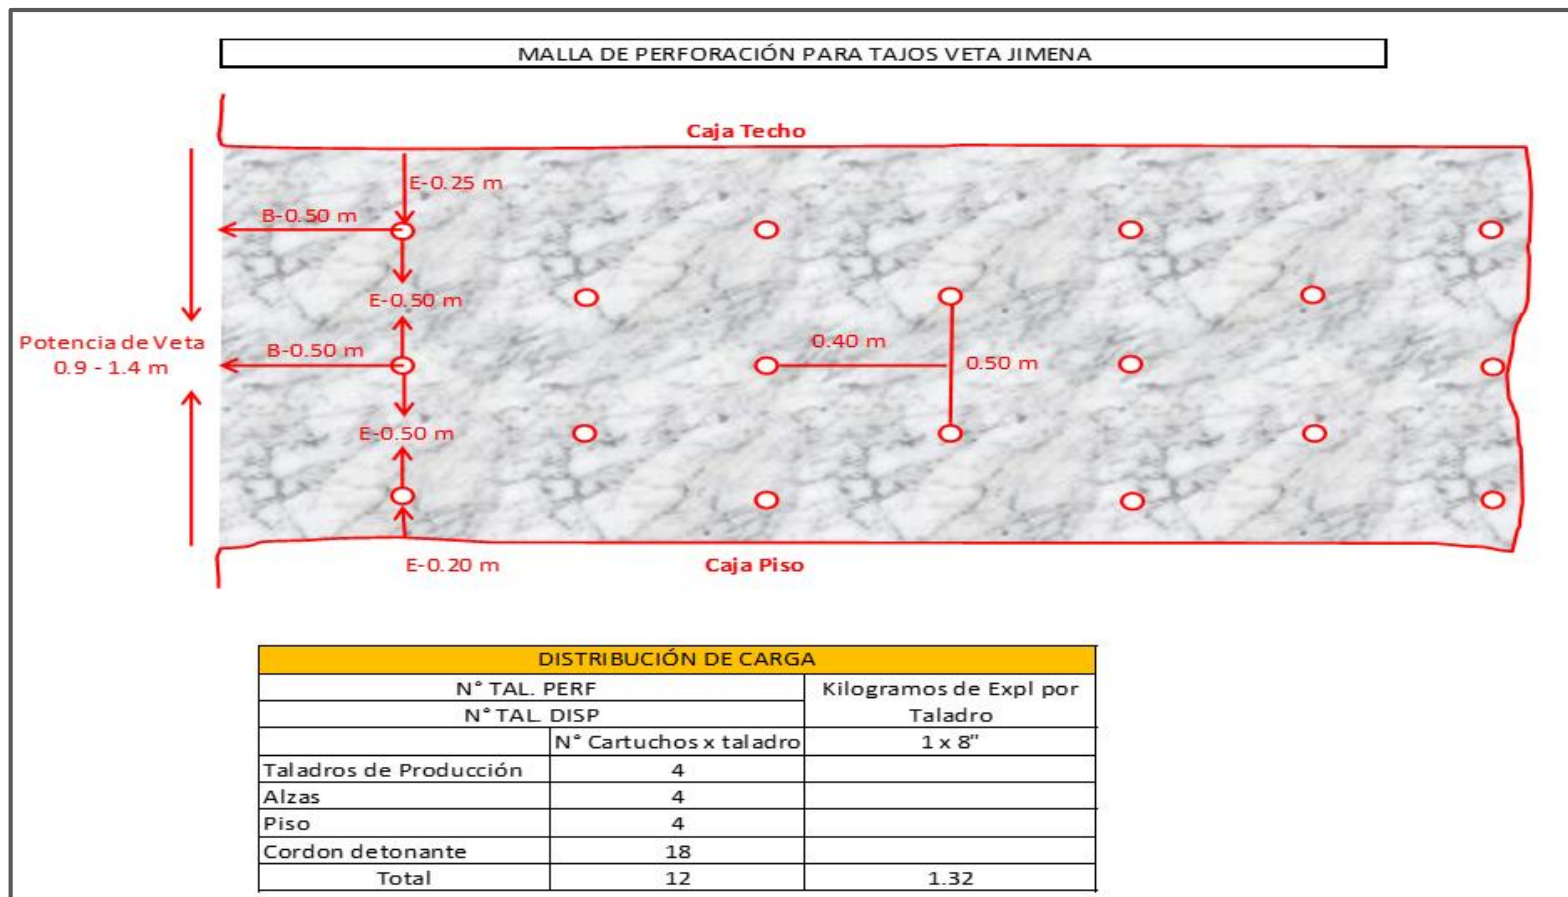 MALLA DE PERFORACIÓN PARA TAJOS VETA JIMENA
Caja Techo
E-0.25 m
B-0.50 m
E-0.50 m
Potencia de Veta
0.9 - 1.4 m
B-0.50 m
0.40 m
0.50 m
E-0.50 m
E-0.20 m
Caja Piso
DISTRIBUCIÓN DE CARGA
N° TAL. PERF
Kilogramos de Expl por
Taladro
N° TAL. DISP
N° Cartuchos x taladro
1 x 8"
Taladros de Producción 4
Alzas 4
Piso 4
Cordon detonante 18
Total 12 1.32